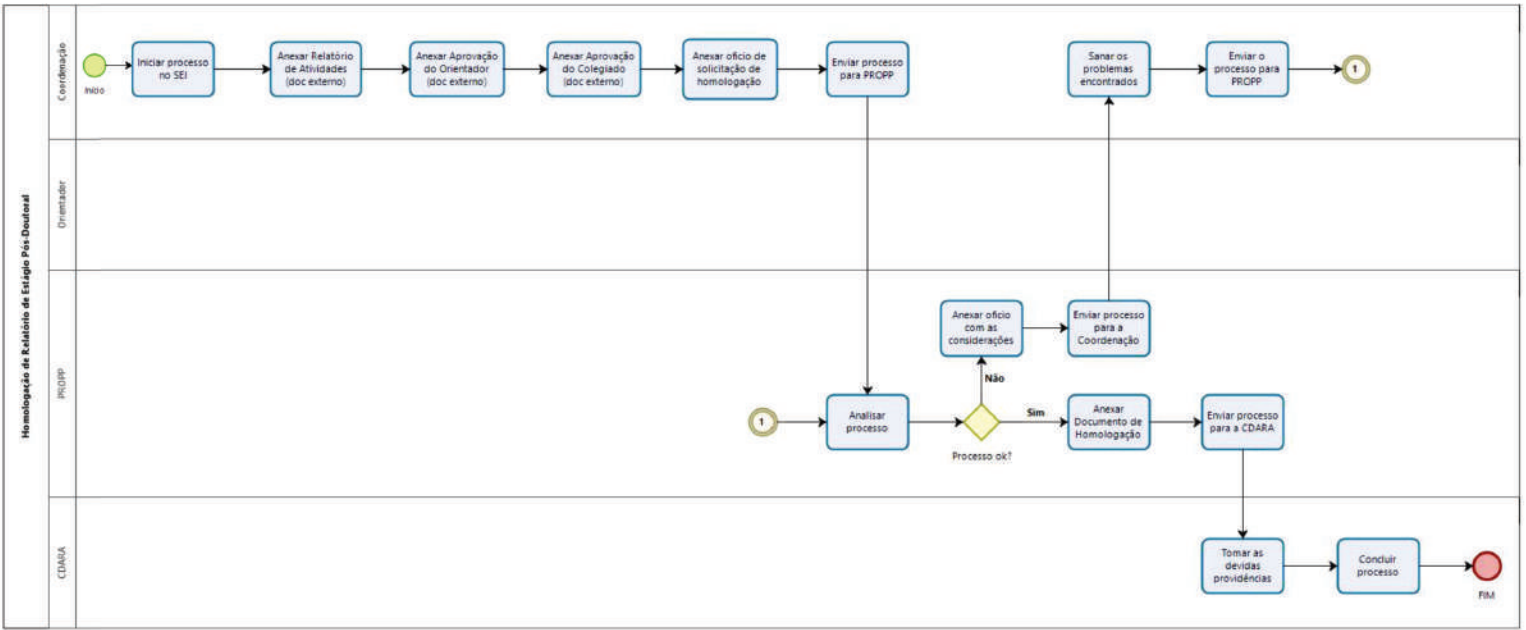 Homologação de Relatório de Estágio Pós-Doutoral
Coordenação
Início
Iniciar processo
no SEI
Anexar Relatório
de Atividades
(doc externo)
Anexar Aprovação
do Orientador
(doc externo)
Anexar Aprovação
do Colegiado
(doc externo)
Anexar oficio de
solicitação de
homologação
Enviar processo
para PROPP
Sanar os
problemas
encontrados
Enviar o
processo para
PROPP
1
Orientador
PROPP
Anexar oficio
com as
considerações
Enviar processo
para a
Coordenação
Não
1
Analisar
processo
Processo ok?
Sim
Anexar
Documento de
Homologação
Enviar processo
para a CDARA
CDARA
Tomar as
devidas
providências
Concluir
processo
FIM